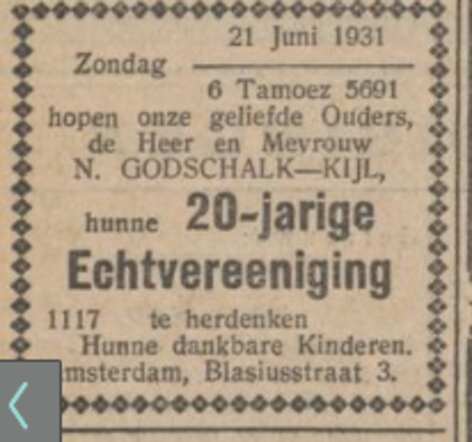 21 Juni 1931
Zondag
6 Tamoez 5691
hopen onze geliefde Ouders,
de Heer en Mevrouw
N. GODSCHALK—KIJL,
hunne 20-jarige
Echtvereeniging
1117 te herdenken
Hunne dankbare Kinderen.
msterdam, Blasiusstraat 3.